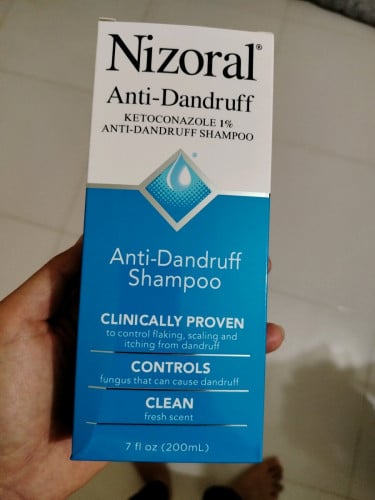 Nizoral®
Anti-Dandruff
KETOCONAZOLE 1%
ANTI-DANDRUFF SHAMPOO
®
Anti-Dandruff
Shampoo
CLINICALLY PROVEN
to control flaking, scaling and
itching from dandruff
CONTROLS
fungus that can cause dandruff
CLEAN
fresh scent
7 fl oz (200mL)